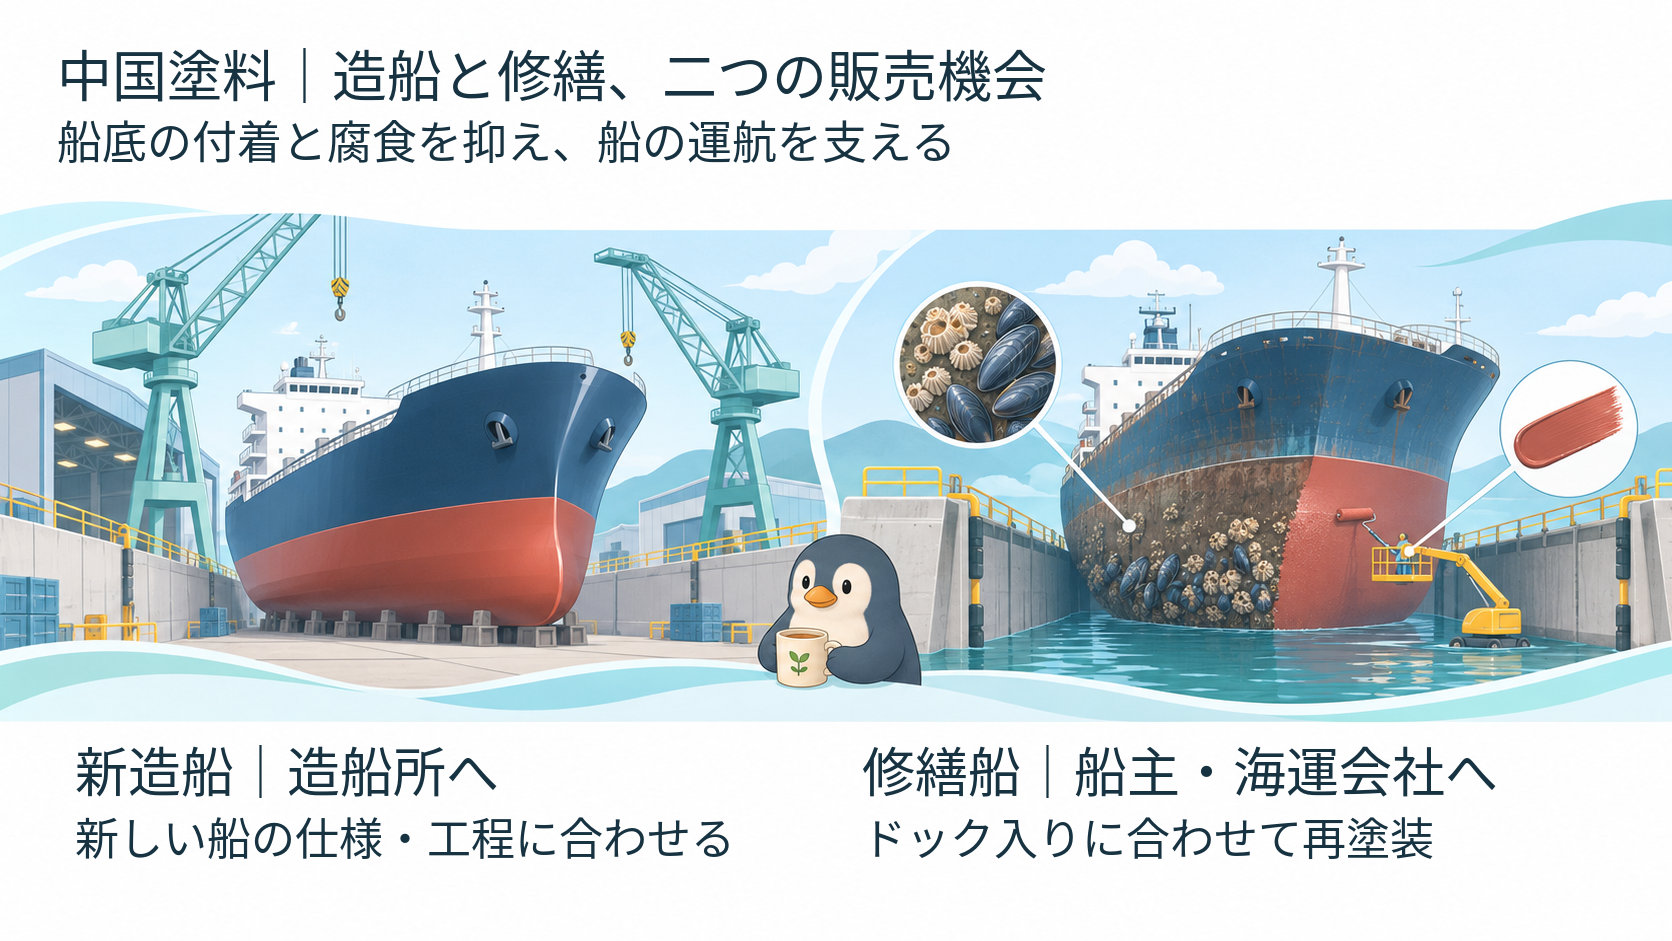 中国塗料｜造船と修繕、二つの販売機会
船底の付着と腐食を抑え、船の運航を支える
新造船｜造船所へ
新しい船の仕様・工程に合わせる
修繕船｜船主・海運会社へ
ドック入りに合わせて再塗装